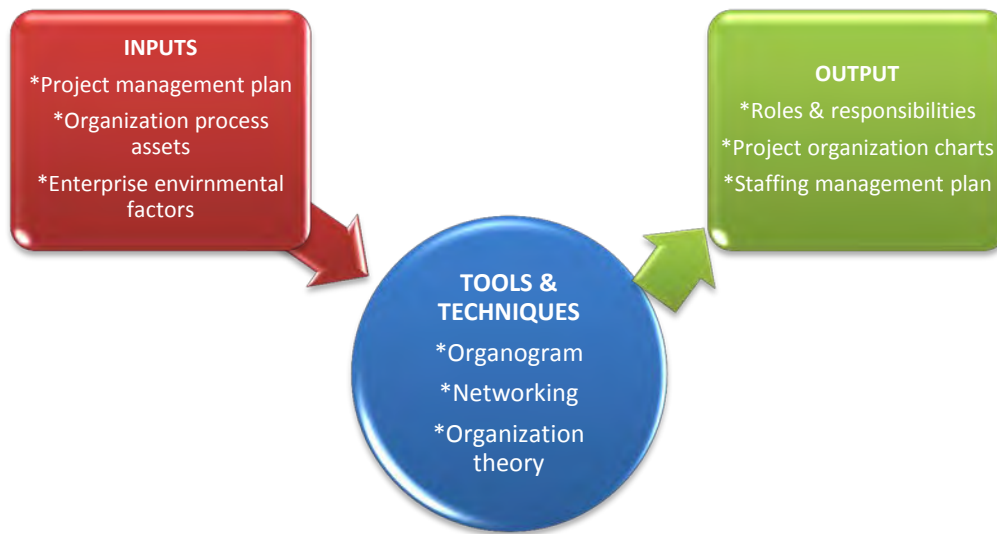 INPUTS
*Project management plan
*Organization process
assets
*Enterprise envirnmental
factors
OUTPUT
*Roles & responsibilities
*Project organization charts
*Staffing management plan
TOOLS &
TECHNIQUES
*Organogram
*Networking
*Organization
theory